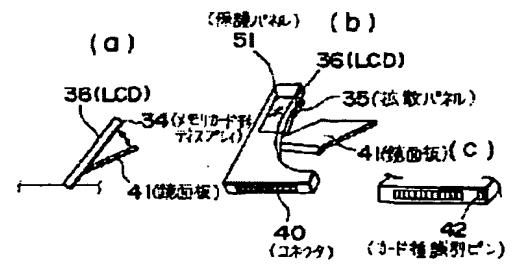 (a)
36(LCD)
34(メモリカード形
ディスプレイ)
41(鏡面板)
(b)
(保護パネル)
51
36(LCD)
35(拡散パネル)
41(鏡面板)
40
(コネクタ)
(c)
42
(カード種識別ピン)